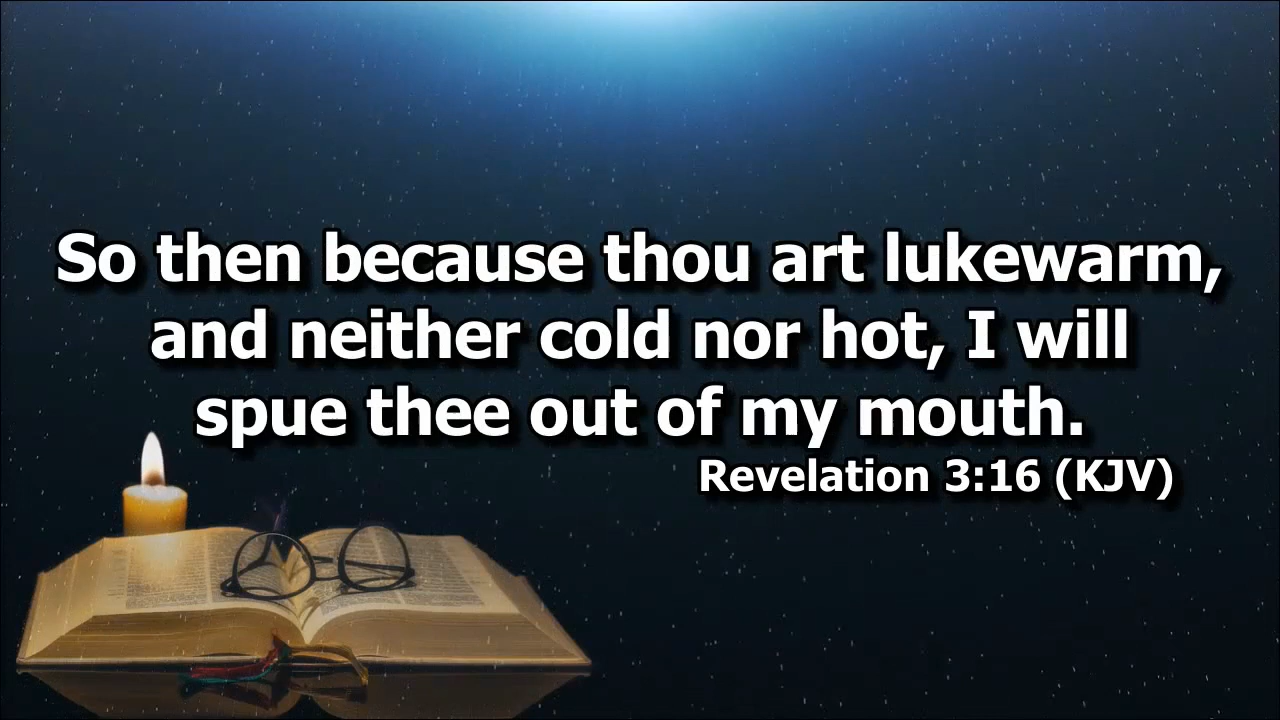 So then because thou art lukewarm,
and neither cold nor hot, I will
spue thee out of my mouth.
Revelation 3:16 (KJV)